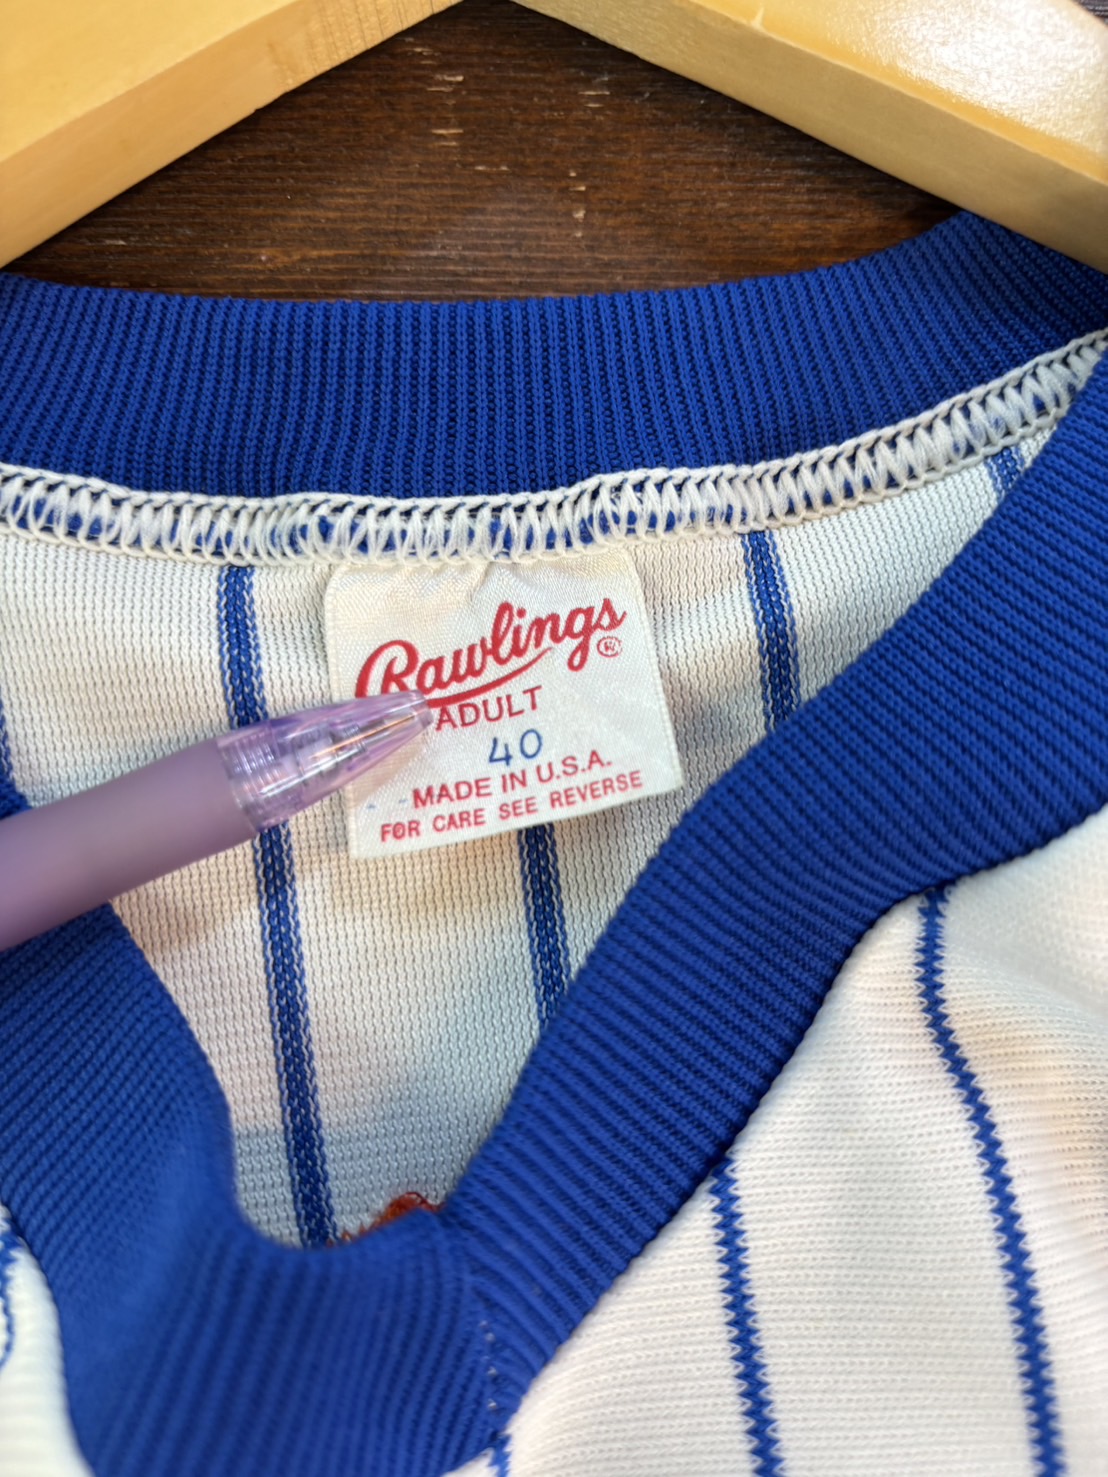 Rawlings®
ADULT
40
MADE IN U.S.A.
FOR CARE SEE REVERSE